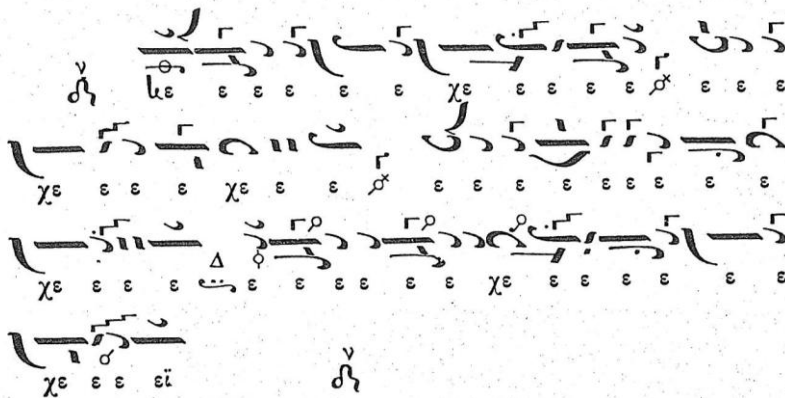 ν
κε ε ε ε ε ε χε ε ε ε ε ε ε ε
χε ε ε ε χε ε ε ε ε ε ε ε ε ε ε ε ε
Δ
χε ε ε ε ε ε ε ε ε ε χε ε ε ε ε ε
χε ε ε εϊ
ν